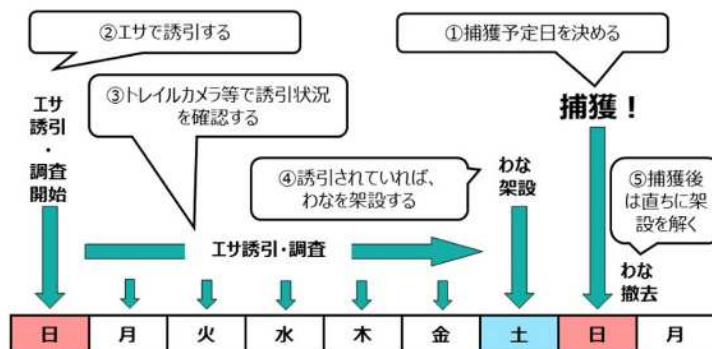 ②エサで誘引する
①捕獲予定日を決める
エサ
誘引
・
調査
開始
③トレイルカメラ等で誘引状況
を確認する
捕獲！
④誘引されていれば、
わなを架設する
わな
架設
⑤捕獲後
は直ちに架
設を解く
エサ誘引・調査
わな
撤去
日 月 火 水 木 金 土 日 月